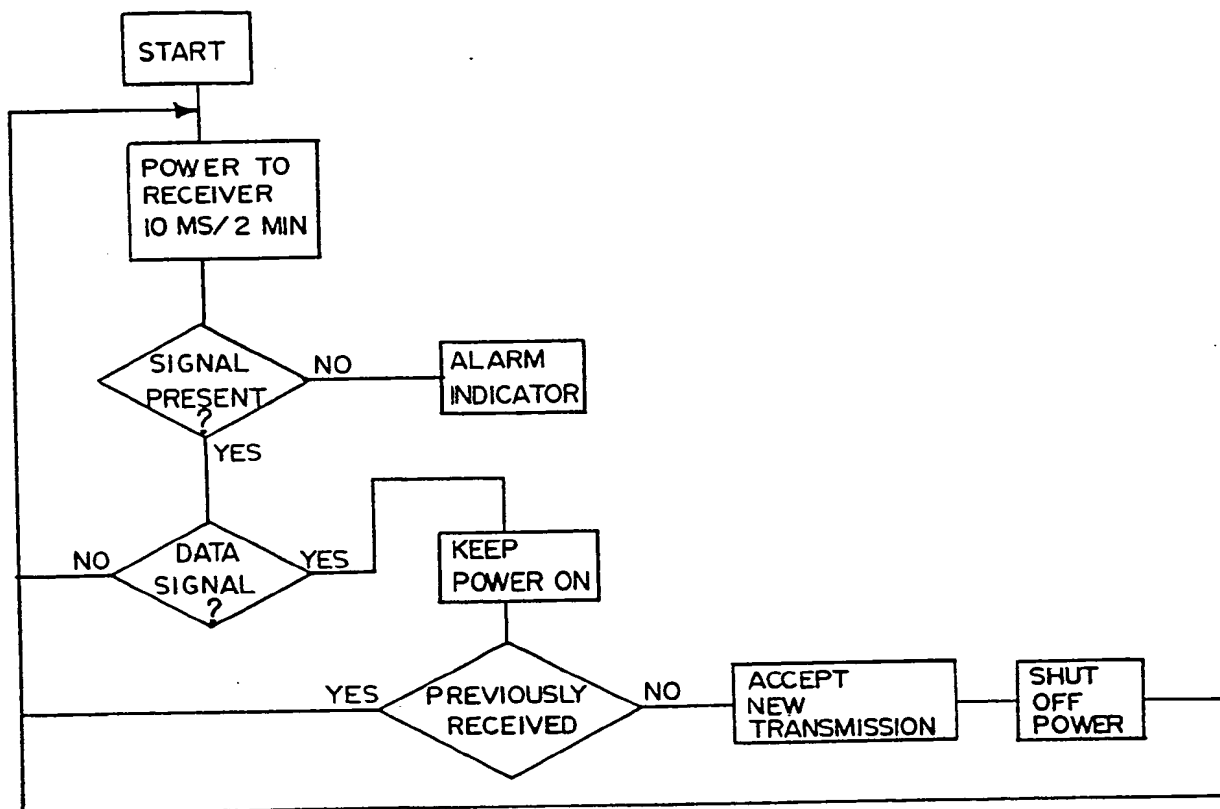 START
POWER TO
RECEIVER
10 MS/2 MIN
SIGNAL
PRESENT
?
NO
ALARM
INDICATOR
YES
NO
DATA
SIGNAL
?
YES
KEEP
POWER ON
YES
PREVIOUSLY
RECEIVED
NO
ACCEPT
NEW
TRANSMISSION
SHUT
OFF
POWER